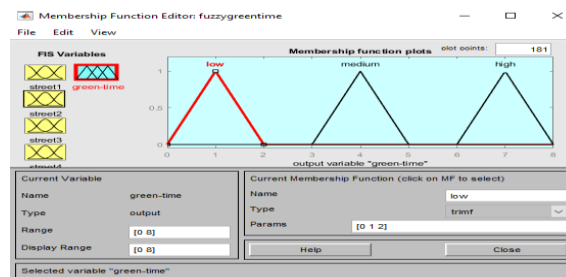 Membership Function Editor: fuzzygreentime
File Edit View
FIS Variables
Membership function plots plot points: 181
street1 green-time
street2
street3
street4
low medium high
1
0.5
0
0 1 2 3 4 5 6 7 8
output variable "green-time"
Current Variable
Name green-time
Type output
Range [0 8]
Display Range [0 8]
Current Membership Function (click on MF to select)
Name low
Type trimf
Params [0 1 2]
Help Close
Selected variable "green-time"